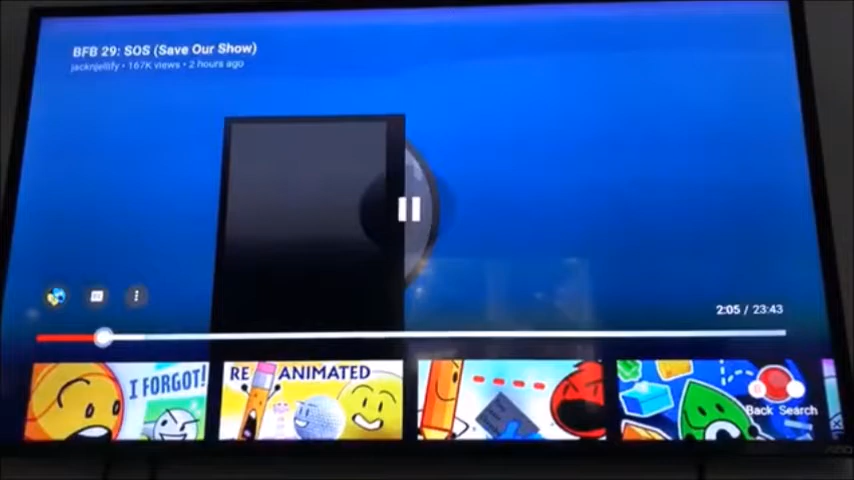 BFB 29: SOS (Save Our Show)
jacknjellify • 167K views • 2 hours ago
2:05 / 23:43
I FORGOT!
RE ANIMATED
Back Search